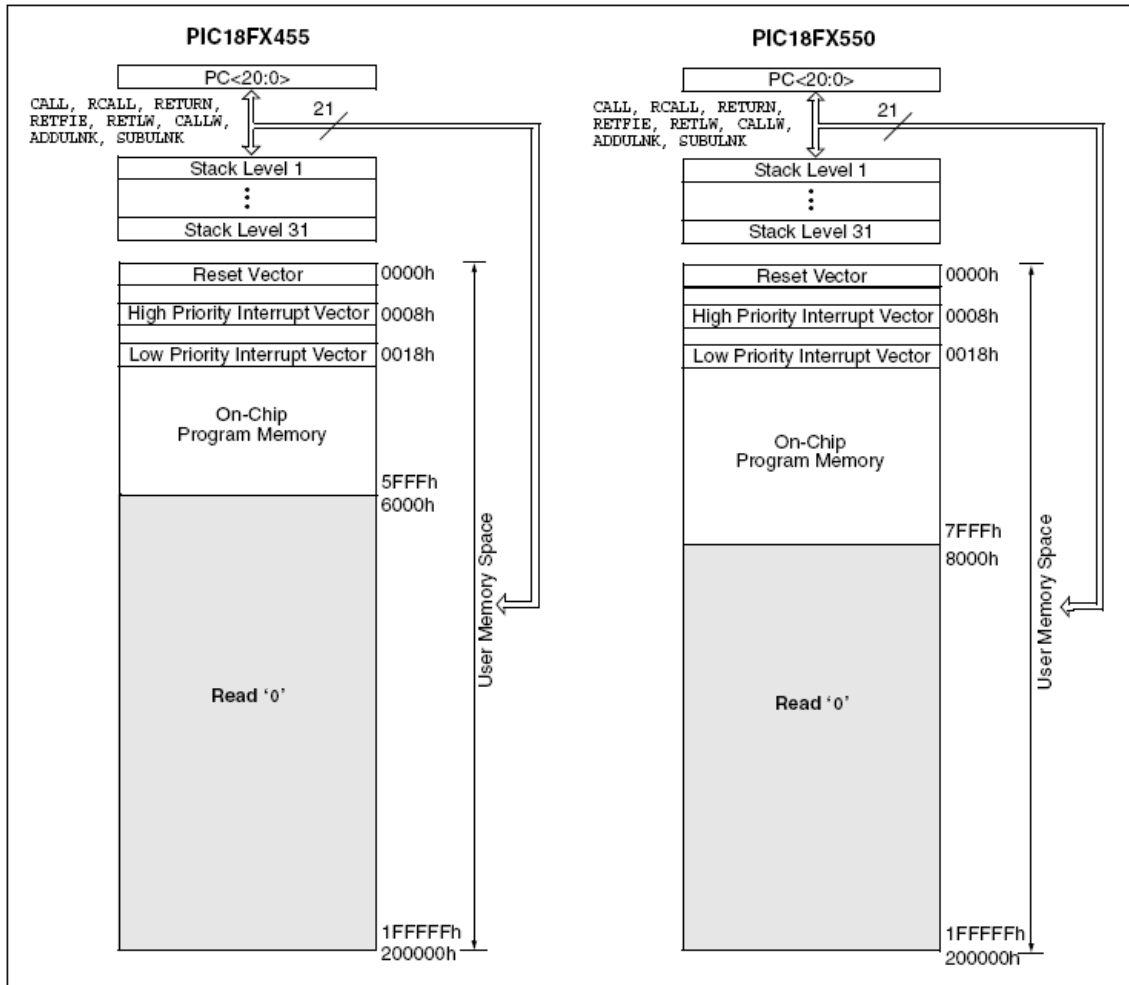 PIC18FX455
PC<20:0>
CALL, RCALL, RETURN,
RETFIE, RETLW, CALLW,
ADDULNK, SUBULNK
21
Stack Level 1
Stack Level 31
Reset Vector
0000h
High Priority Interrupt Vector
0008h
Low Priority Interrupt Vector
0018h
On-Chip
Program Memory
5FFFh
6000h
Read ‘0’
1FFFFFh
200000h
User Memory Space
PIC18FX550
PC<20:0>
CALL, RCALL, RETURN,
RETFIE, RETLW, CALLW,
ADDULNK, SUBULNK
21
Stack Level 1
Stack Level 31
Reset Vector
0000h
High Priority Interrupt Vector
0008h
Low Priority Interrupt Vector
0018h
On-Chip
Program Memory
7FFFh
8000h
Read ‘0’
1FFFFFh
200000h
User Memory Space